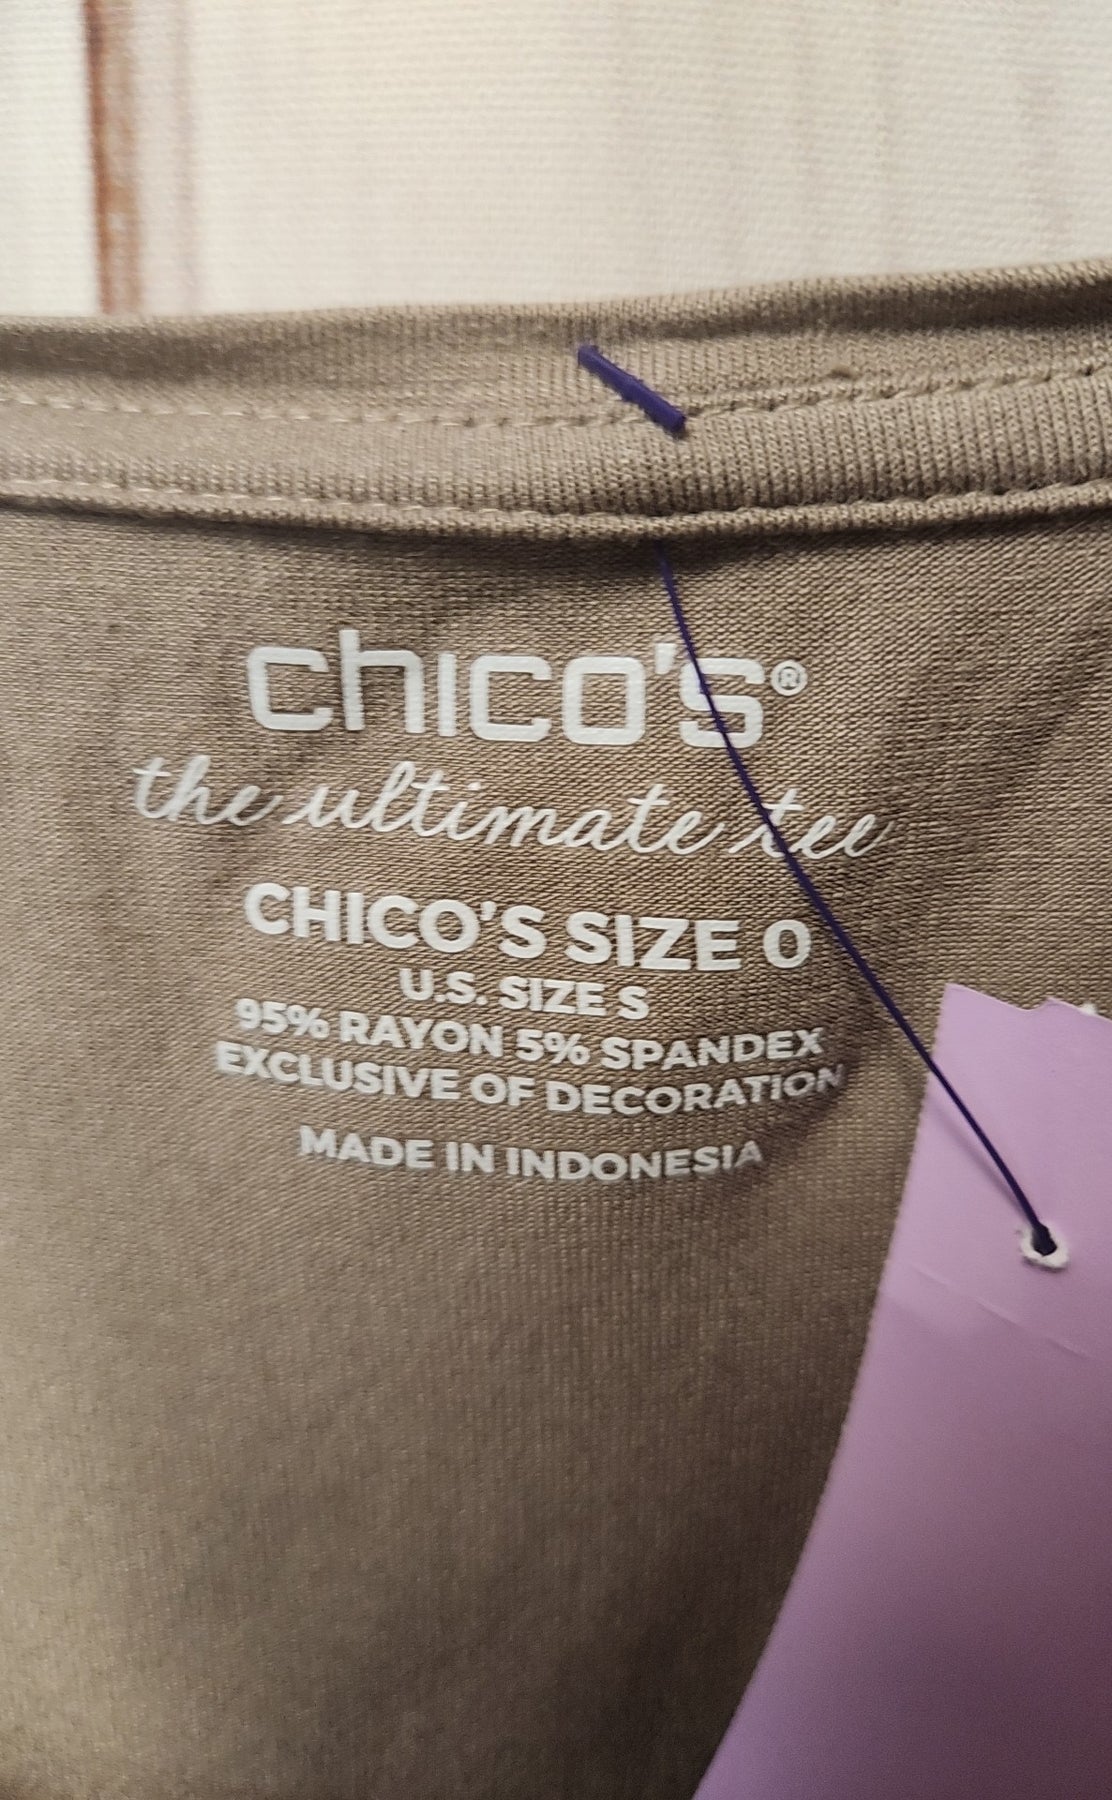 chico's®
the ultimate tee
CHICO'S SIZE 0
U.S. SIZE S
95% RAYON 5% SPANDEX
EXCLUSIVE OF DECORATION
MADE IN INDONESIA